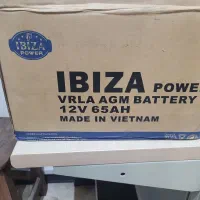 IBIZA
POWER
IBIZA POWE
VRLA AGM BATTERY
12V 65AH
MADE IN VIETNAM